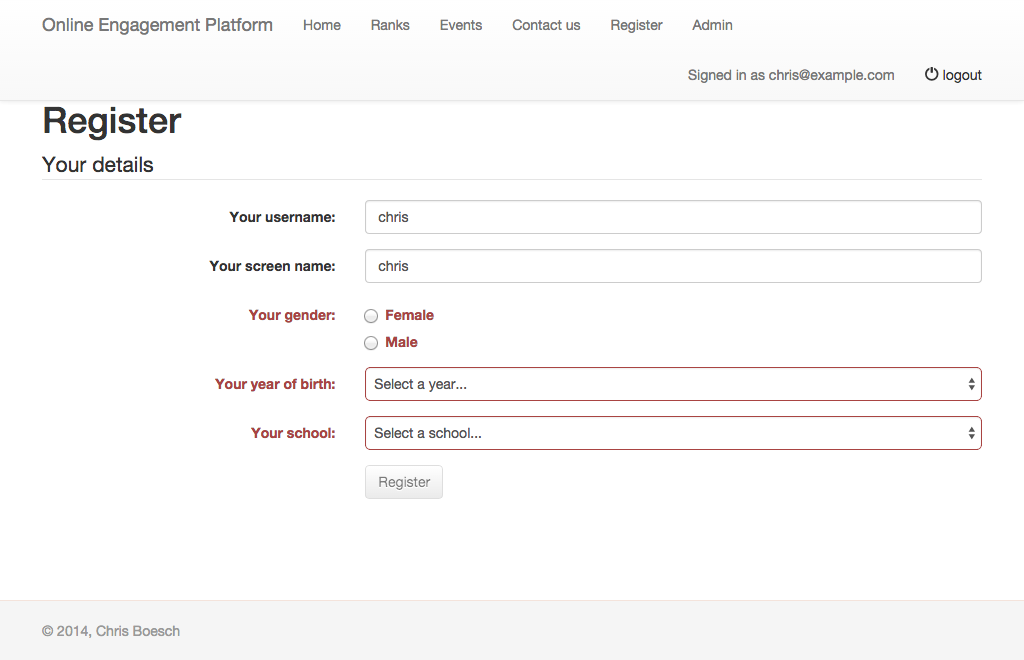 Online Engagement Platform Home Ranks Events Contact us Register Admin
Signed in as chris@example.com logout
Register
Your details
Your username: chris
Your screen name: chris
Your gender: Female
Male
Your year of birth: Select a year...
Your school: Select a school...
Register
© 2014, Chris Boesch